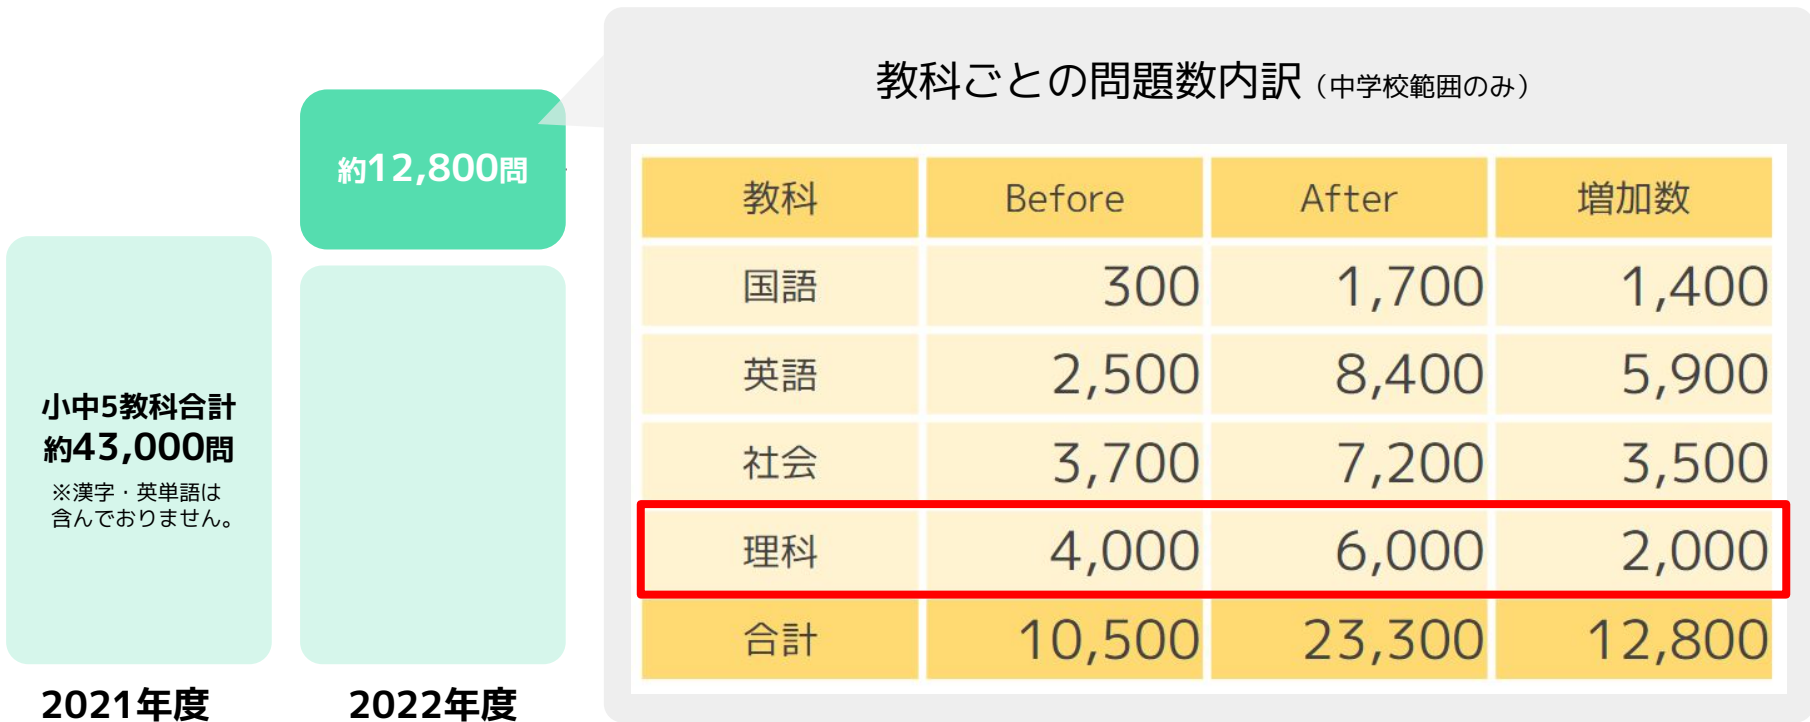 教科ごとの問題数内訳（中学校範囲のみ）
約12,800問
教科 Before After 増加数
国語 300 1,700 1,400
英語 2,500 8,400 5,900
社会 3,700 7,200 3,500
理科 4,000 6,000 2,000
合計 10,500 23,300 12,800
小中5教科合計
約43,000問
※漢字・英単語は
含んでおりません。
2021年度
2022年度